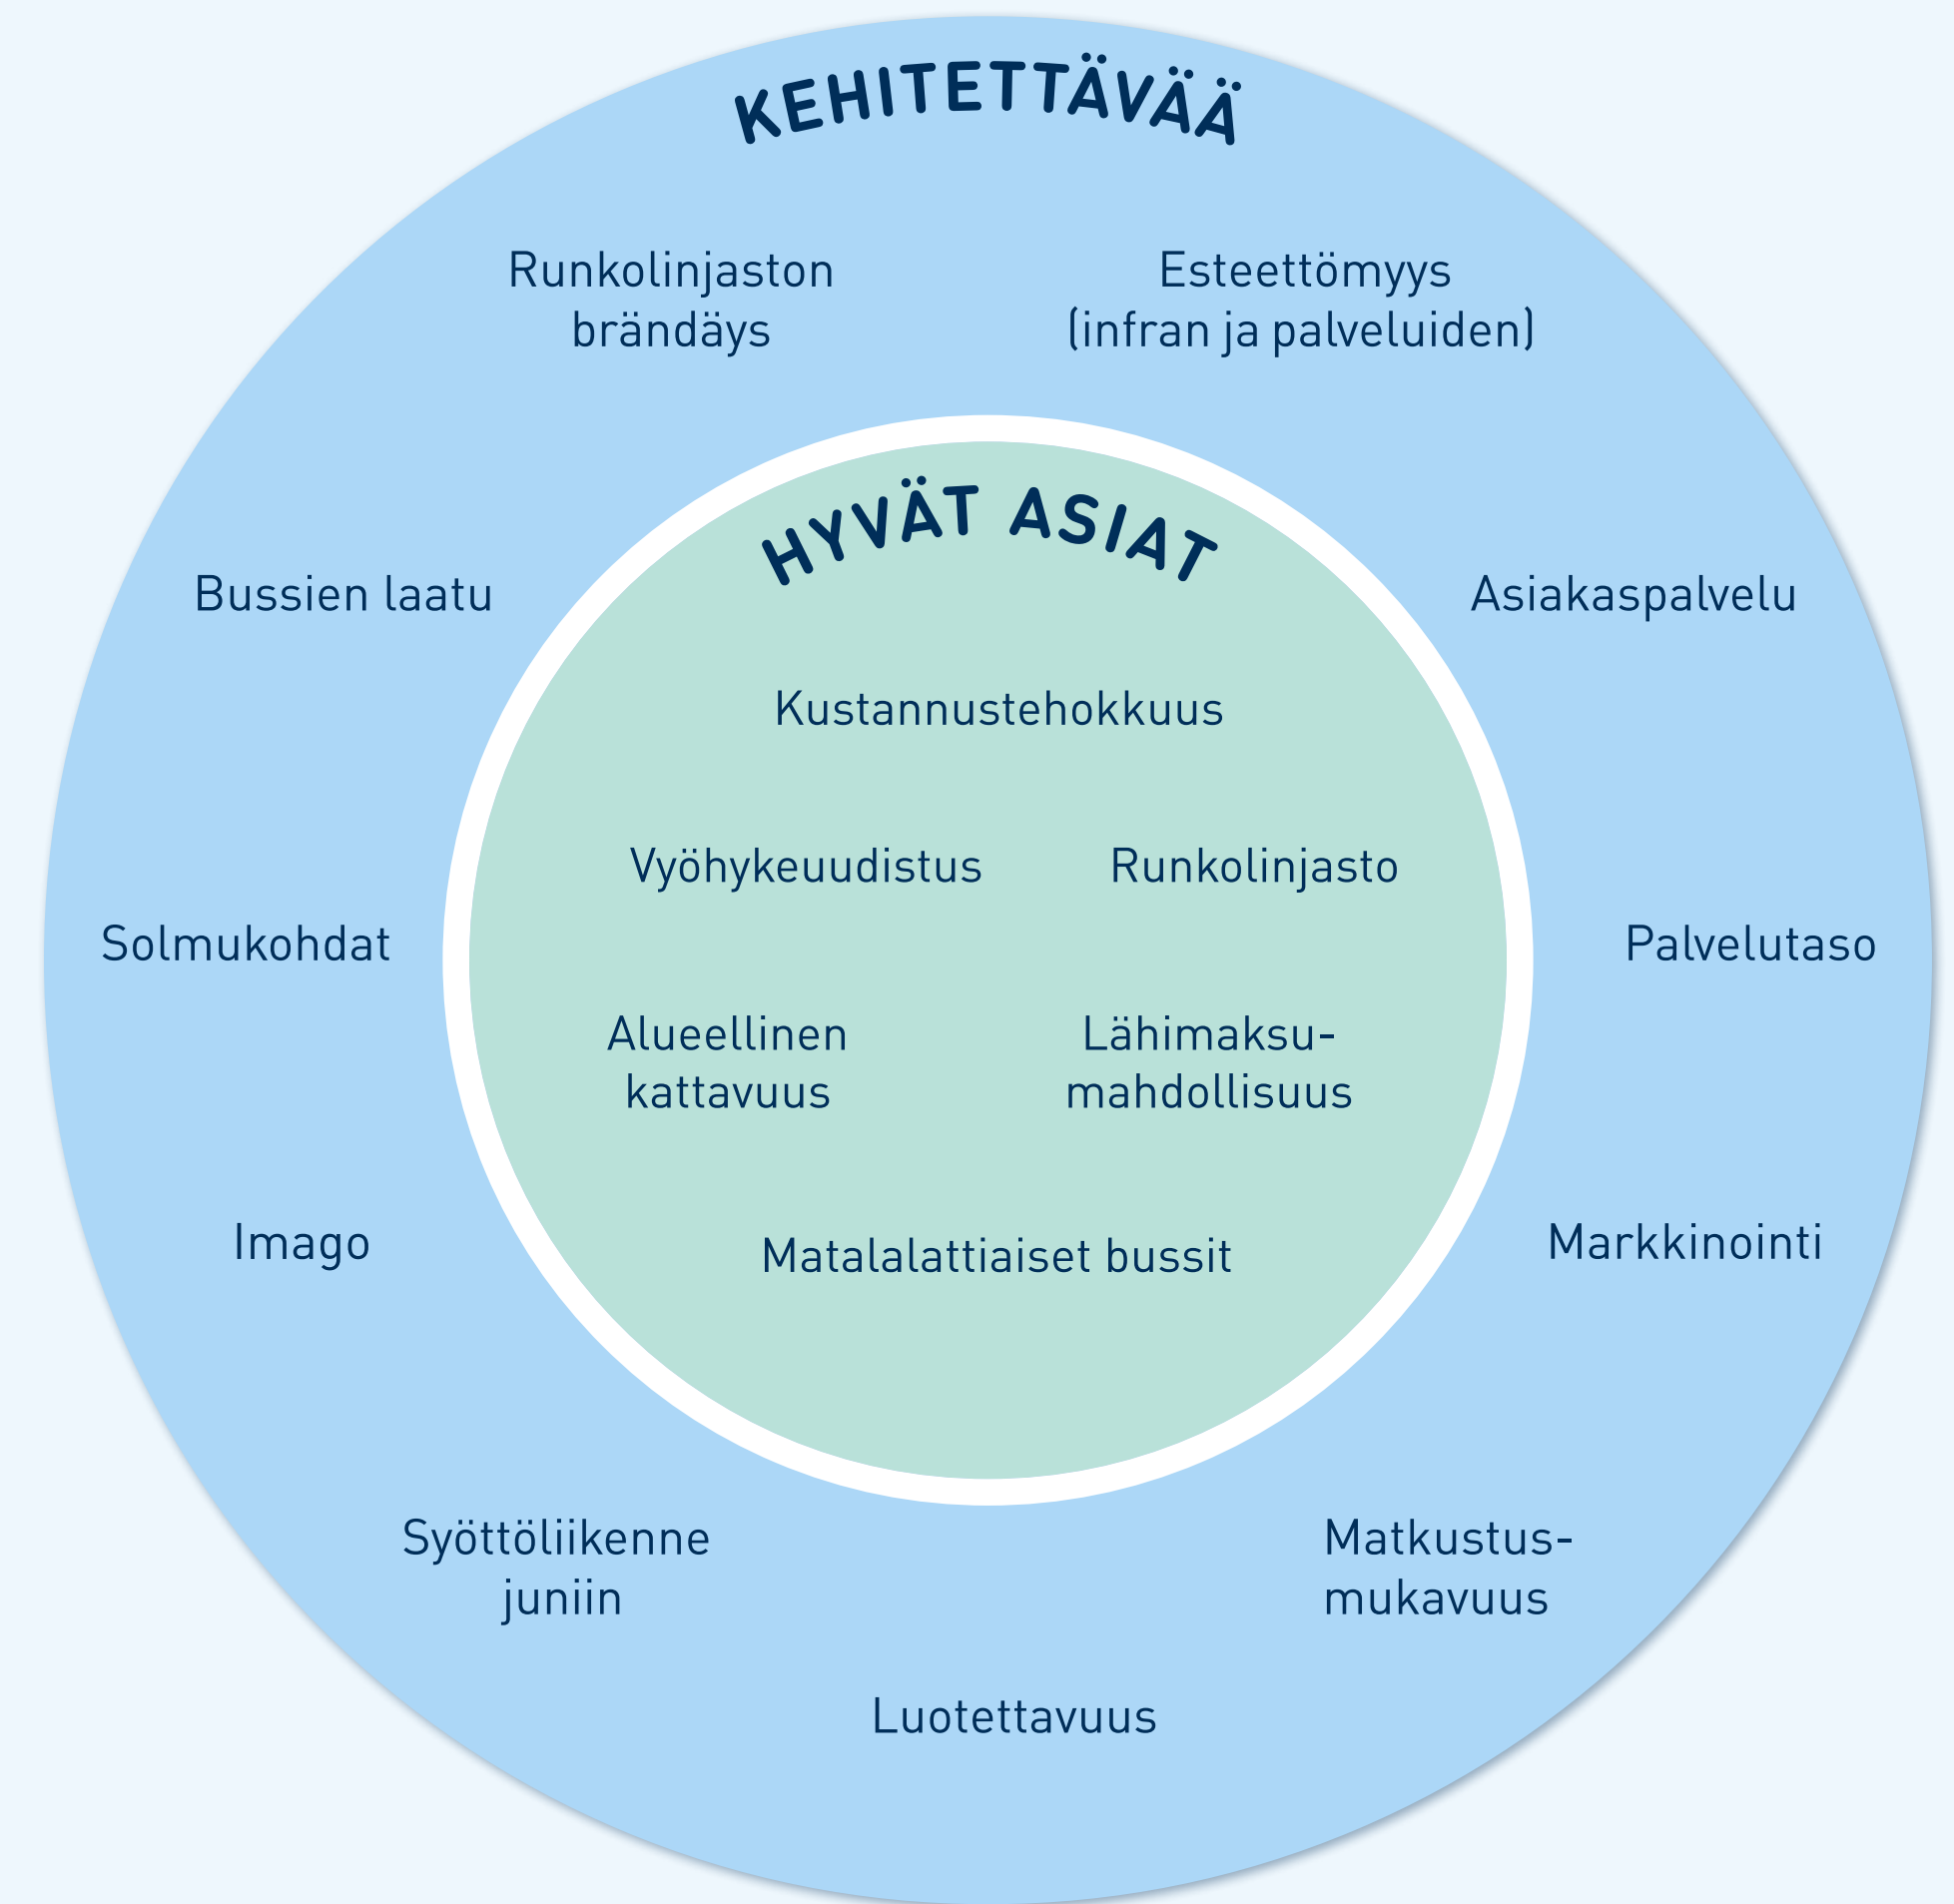 KEHITETTÄVÄÄ
Runkolinjaston
brändäys
Esteettömyys
(infran ja palveluiden)
HYVÄT ASIAT
Bussien laatu
Asiakaspalvelu
Kustannustehokkuus
Vyöhykeuudistus
Runkolinjasto
Solmukohdat
Palvelutaso
Alueellinen
kattavuus
Lähimaksu-
mahdollisuus
Imago
Markkinointi
Matalalattiaiset bussit
Syöttöliikenne
juniin
Matkustus-
mukavuus
Luotettavuus